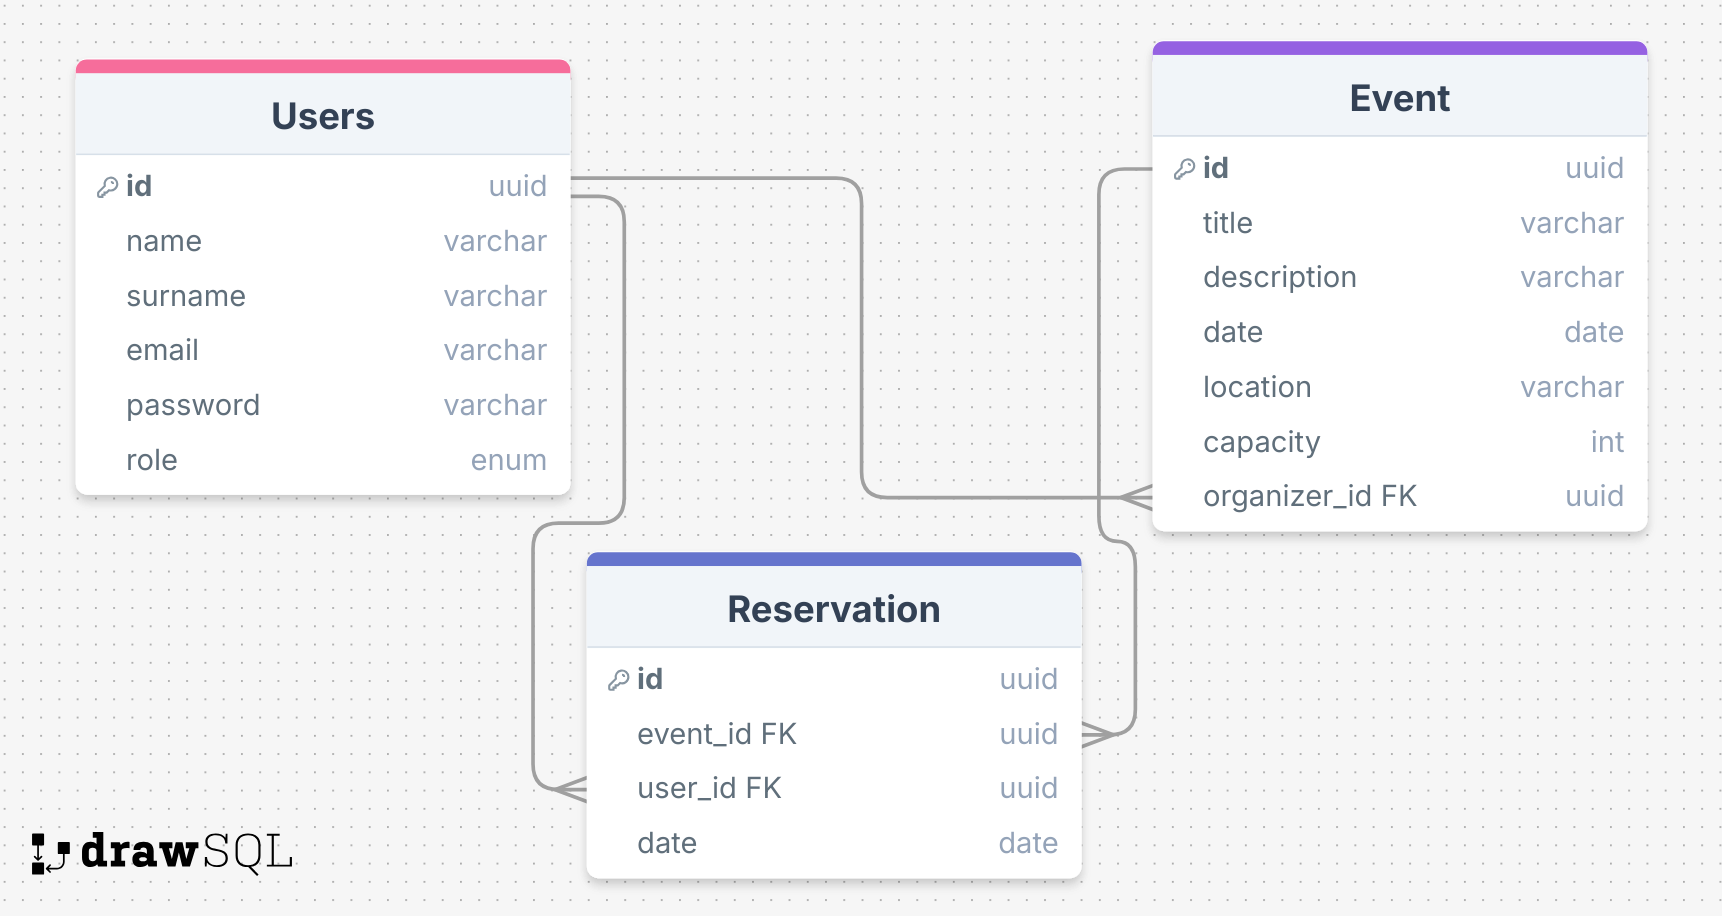 Users
id uuid
name varchar
surname varchar
email varchar
password varchar
role enum
Event
id uuid
title varchar
description varchar
date date
location varchar
capacity int
organizer_id FK uuid
Reservation
id uuid
event_id FK uuid
user_id FK uuid
date date
drawSQL